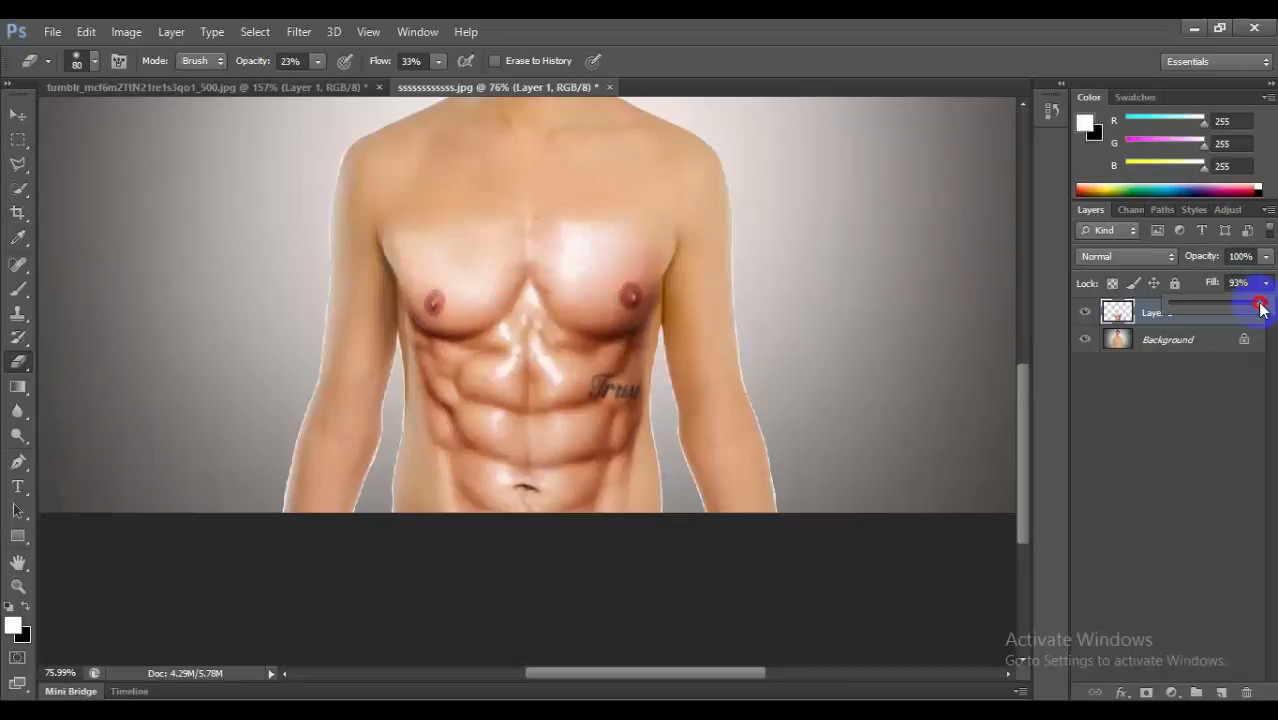 Ps File Edit Image Layer Type Select Filter 3D View Window Help
80 Mode: Brush Opacity: 23% Flow: 33% Erase to History Essentials
tumblr_mcf6m2TtN21re1s3qo1_500.jpg @ 157% (Layer 1, RGB/8) * × ssssssssssss.jpg @ 76% (Layer 1, RGB/8) * ×
Color Swatches
R 255
G 255
B 255
Layers Chann Paths Styles Adjust
Kind
Normal Opacity: 100%
Lock: Fill: 93%
Background
Trust
Activate Windows
Go to Settings to activate Windows.
75.99% Doc: 4.29M/5.78M
Mini Bridge Timeline